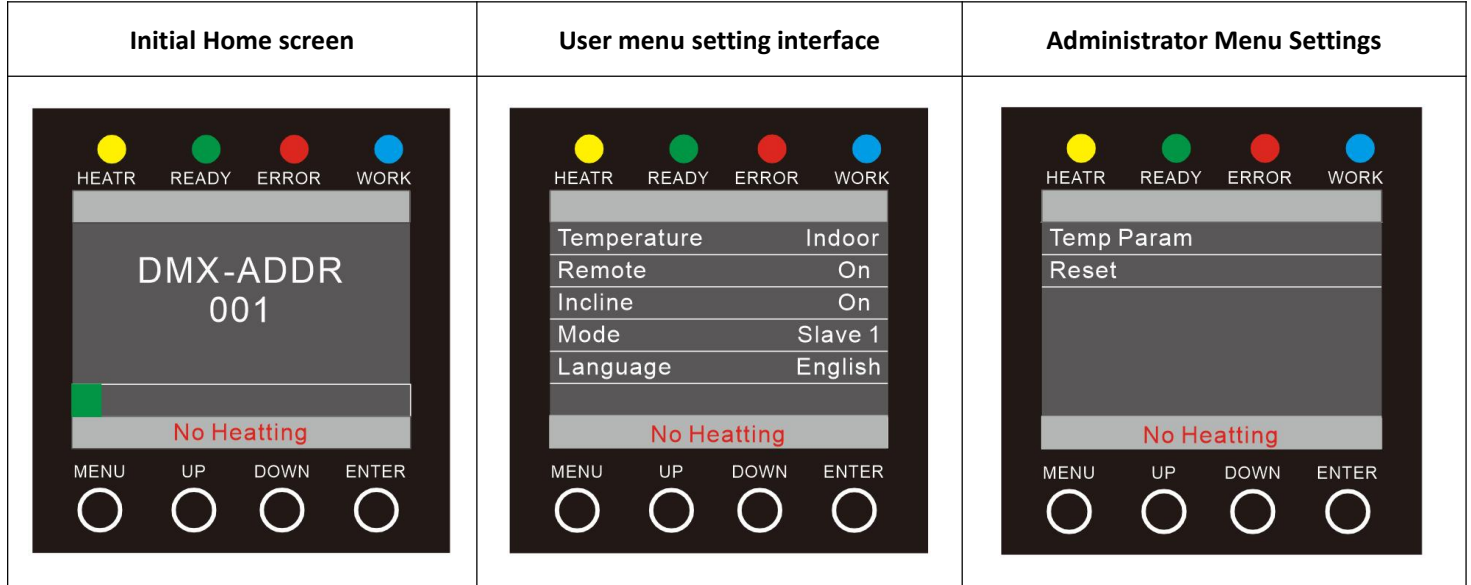 Initial Home screen
User menu setting interface
Administrator Menu Settings
HEATR READY ERROR WORK
DMX-ADDR
001
No Heatting
MENU UP DOWN ENTER
HEATR READY ERROR WORK
Temperature Indoor
Remote On
Incline On
Mode Slave 1
Language English
No Heatting
MENU UP DOWN ENTER
HEATR READY ERROR WORK
Temp Param
Reset
No Heatting
MENU UP DOWN ENTER